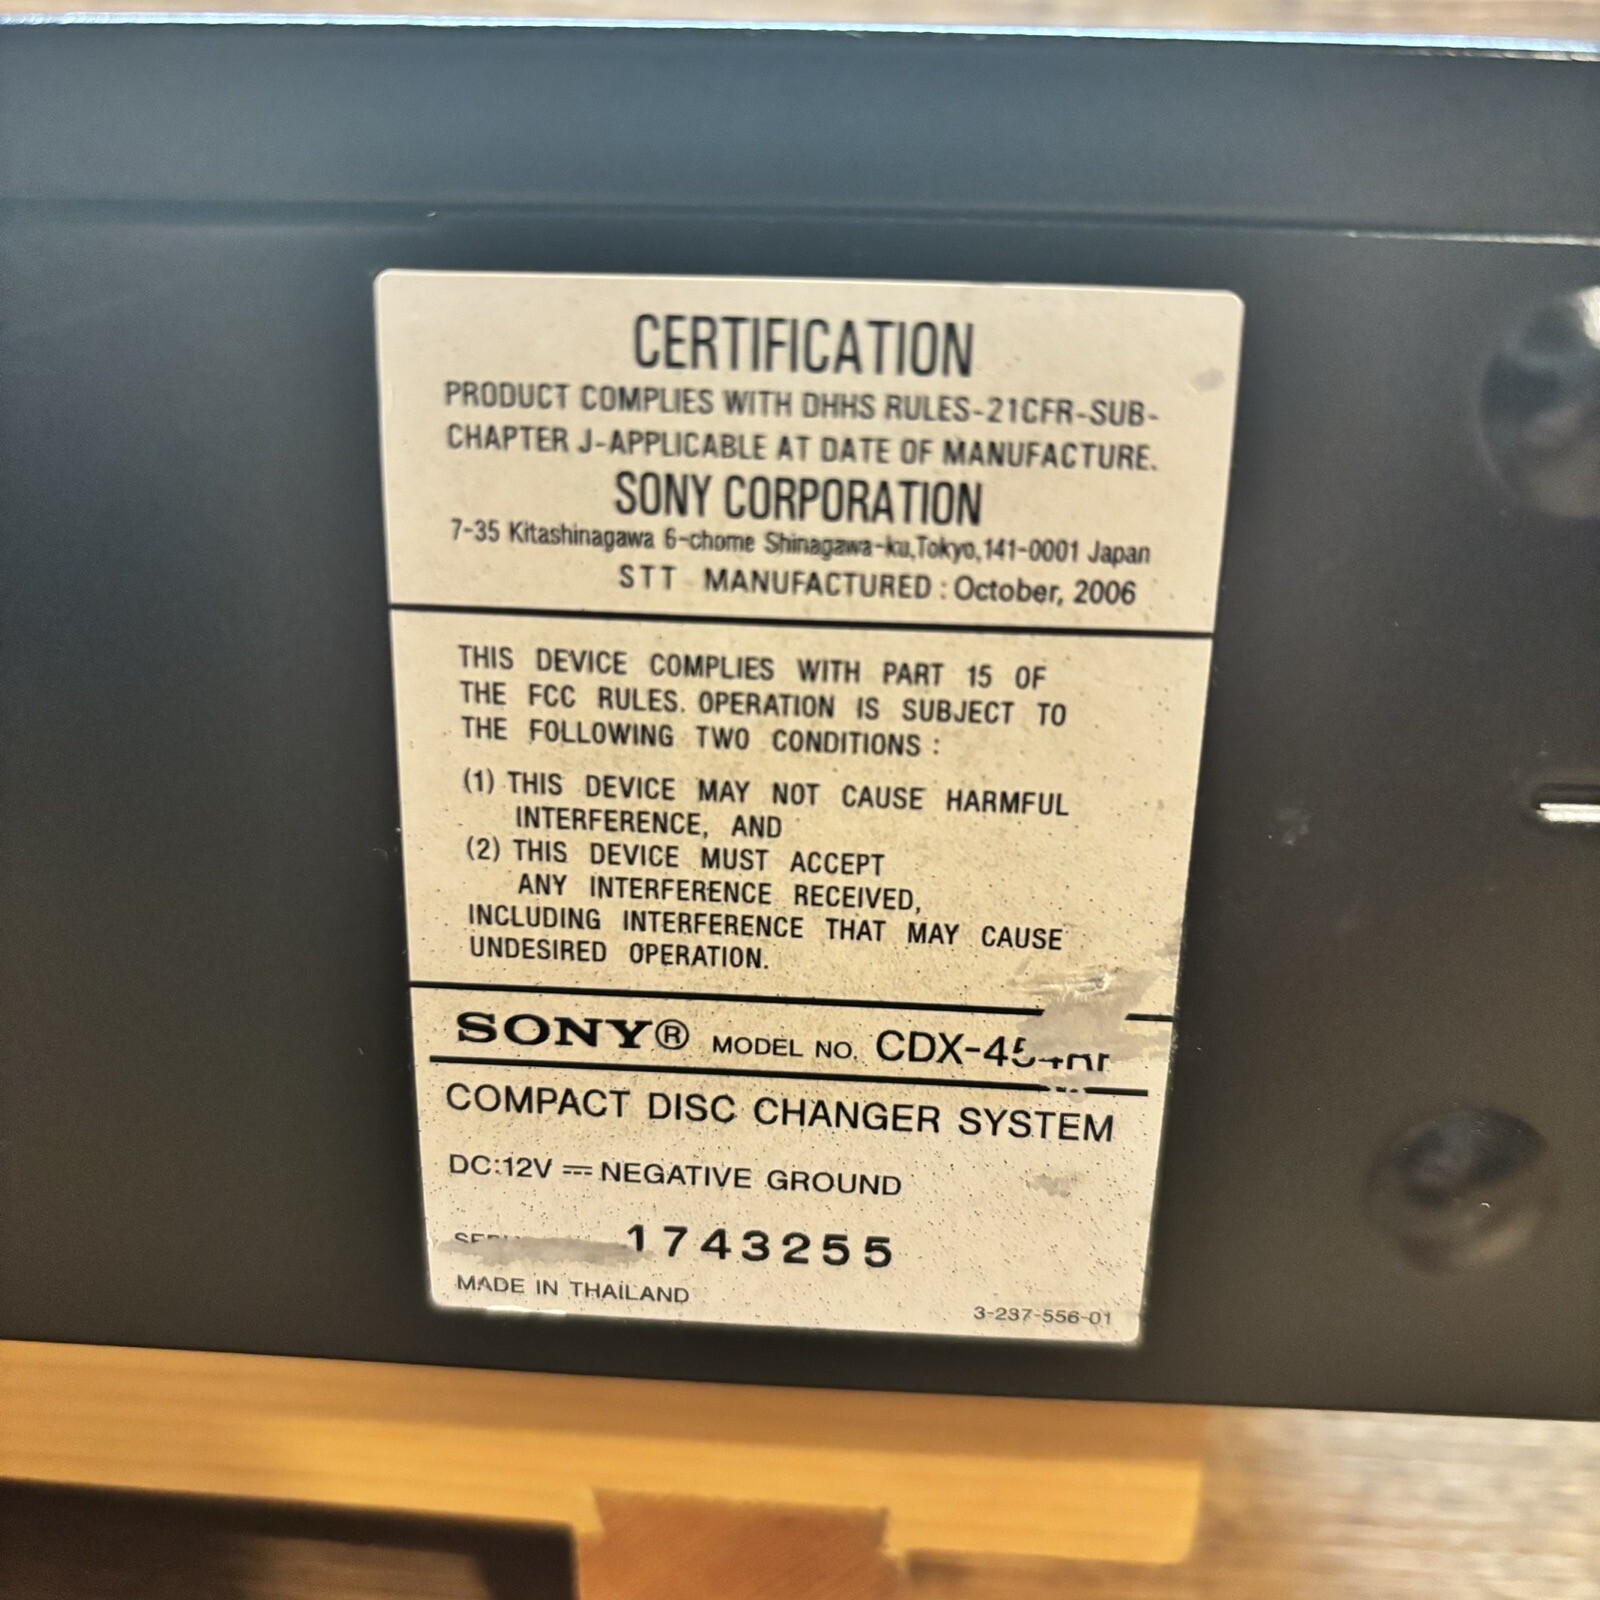 CERTIFICATION
PRODUCT COMPLIES WITH DHHS RULES-21CFR-SUB-
CHAPTER J-APPLICABLE AT DATE OF MANUFACTURE.
SONY CORPORATION
7-35 Kitashinagawa 6-chome Shinagawa-ku,Tokyo,141-0001 Japan
STT MANUFACTURED : October, 2006
THIS DEVICE COMPLIES WITH PART 15 OF
THE FCC RULES. OPERATION IS SUBJECT TO
THE FOLLOWING TWO CONDITIONS :
(1) THIS DEVICE MAY NOT CAUSE HARMFUL
INTERFERENCE, AND
(2) THIS DEVICE MUST ACCEPT
ANY INTERFERENCE RECEIVED,
INCLUDING INTERFERENCE THAT MAY CAUSE
UNDESIRED OPERATION.
SONY® MODEL NO.
COMPACT DISC CHANGER SYSTEM
DC:12V ⎓ NEGATIVE GROUND
1743255
MADE IN THAILAND
3-237-556-01